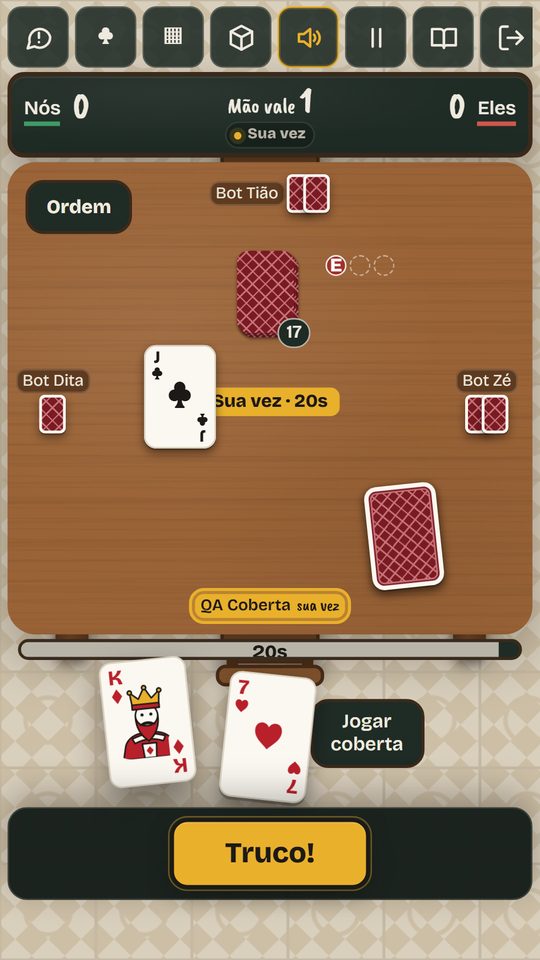 Nós 0
Mão vale 1
0 Eles
Sua vez
Ordem
Bot Tião
E
17
J
J
Bot Dita
Sua vez · 20s
Bot Zé
QA Coberta sua vez
20s
K
K
7
7
Jogar
coberta
Truco!